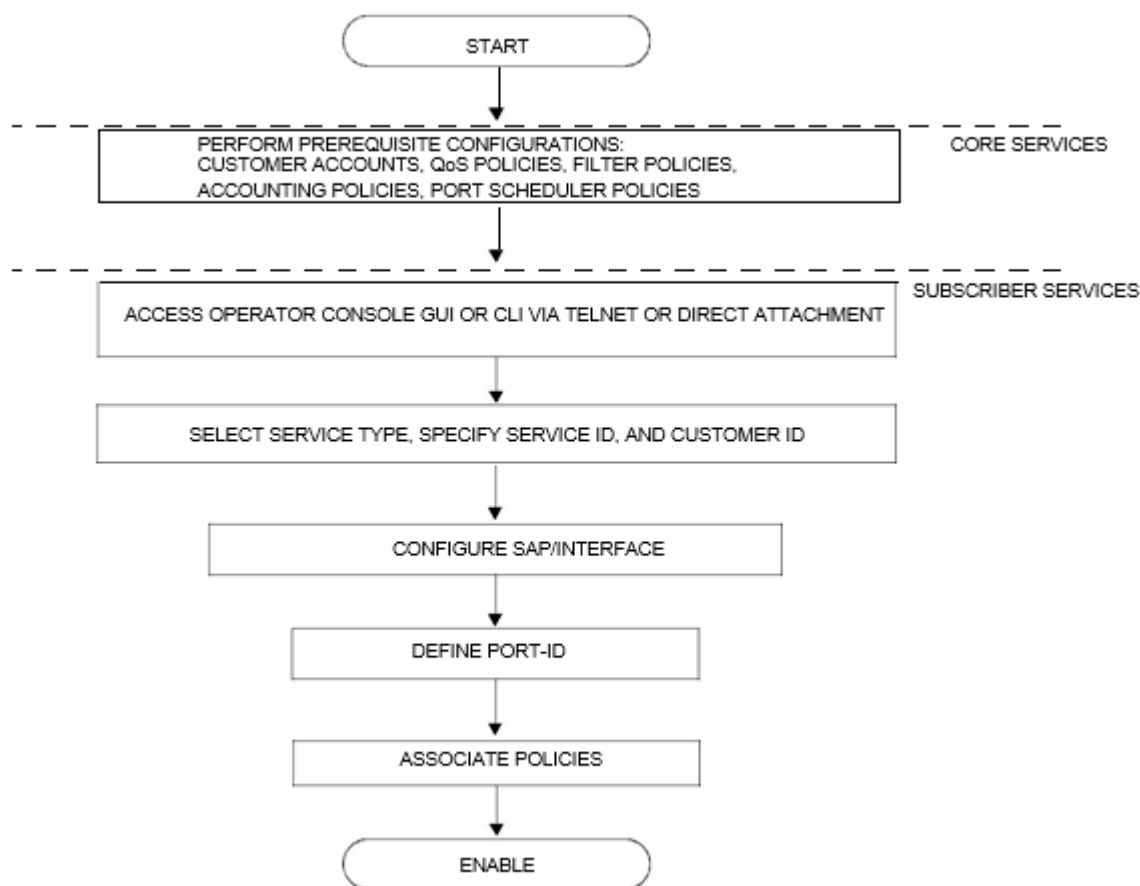 START
CORE SERVICES
PERFORM PREREQUISITE CONFIGURATIONS:
CUSTOMER ACCOUNTS, QoS POLICIES, FILTER POLICIES,
ACCOUNTING POLICIES, PORT SCHEDULER POLICIES
SUBSCRIBER SERVICES
ACCESS OPERATOR CONSOLE GUI OR CLI VIA TELNET OR DIRECT ATTACHMENT
SELECT SERVICE TYPE, SPECIFY SERVICE ID, AND CUSTOMER ID
CONFIGURE SAP/INTERFACE
DEFINE PORT-ID
ASSOCIATE POLICIES
ENABLE